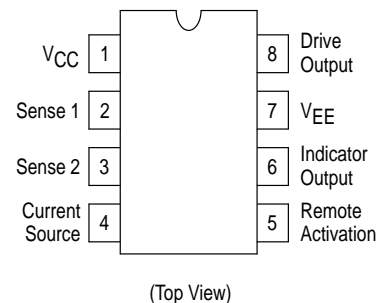 VCC 1
Sense 1 2
Sense 2 3
Current
Source 4
8 Drive
Output
7 VEE
6 Indicator
Output
5 Remote
Activation
(Top View)